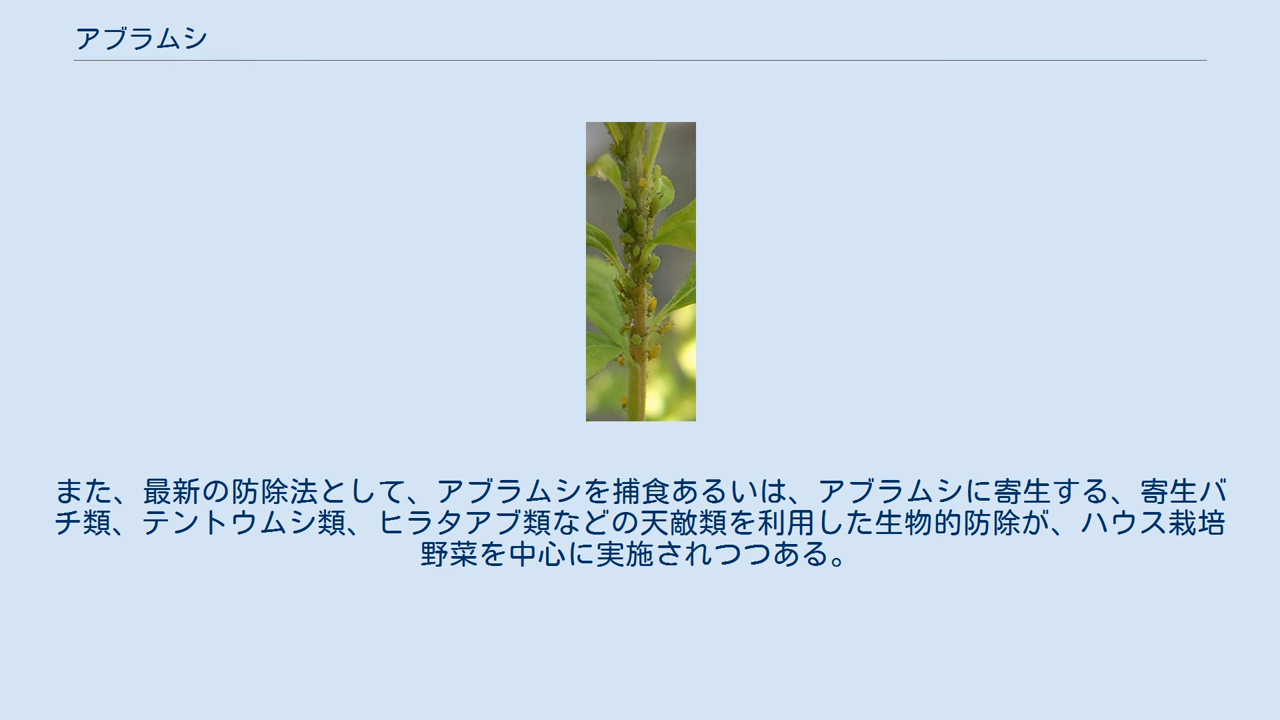 アブラムシ
また、最新の防除法として、アブラムシを捕食あるいは、アブラムシに寄生する、寄生バ
チ類、テントウムシ類、ヒラタアブ類などの天敵類を利用した生物的防除が、ハウス栽培
野菜を中心に実施されつつある。